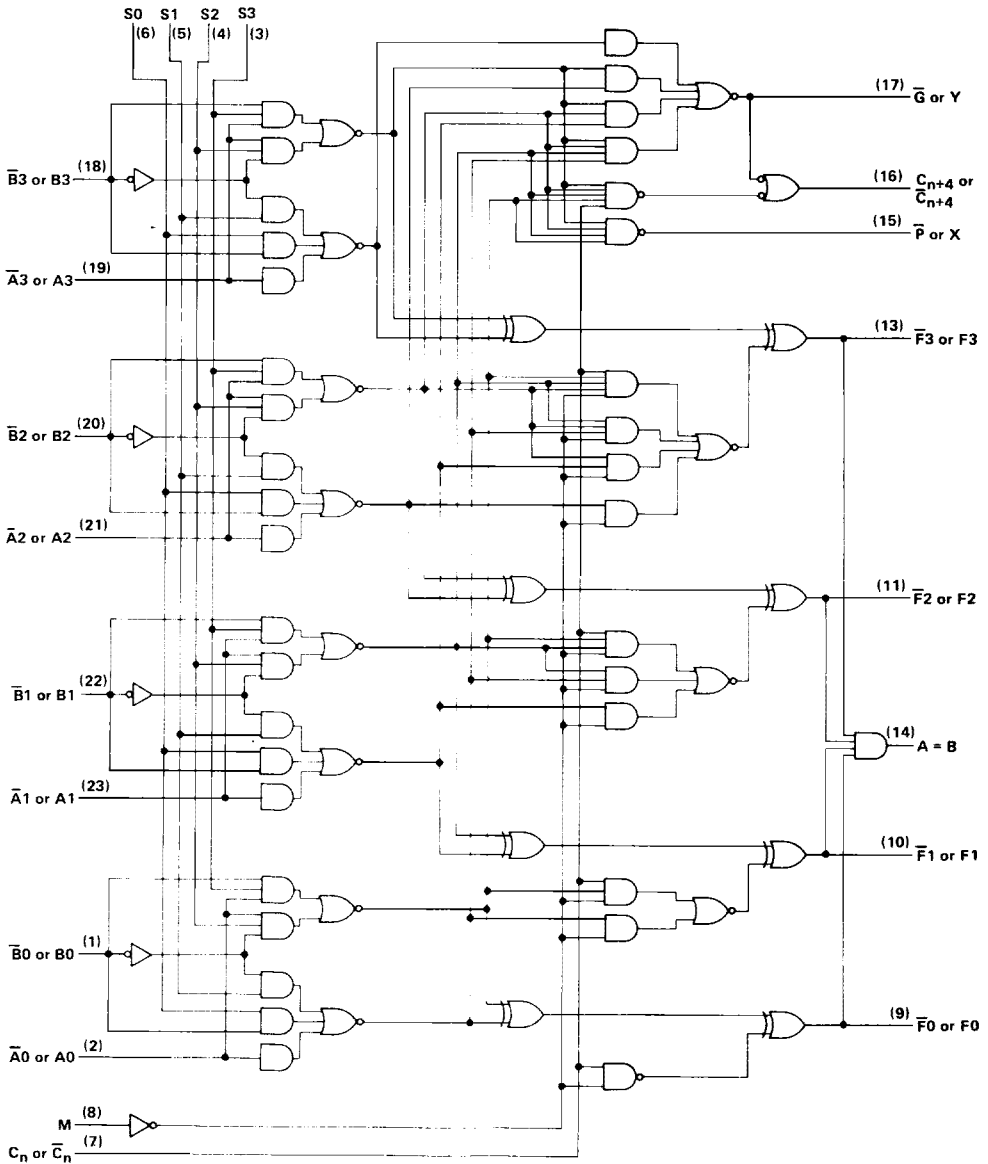 S0 S1 S2 S3
(6) (5) (4) (3)
(17) G̅ or Y
(18)
B̅3 or B3
(16) Cn+4 or
C̅n+4
(15) P̅ or X
A̅3 or A3 (19)
(13) F̅3 or F3
B̅2 or B2 (20)
A̅2 or A2 (21)
(11) F̅2 or F2
B̅1 or B1 (22)
(14) A = B
A̅1 or A1 (23)
(10) F̅1 or F1
B̅0 or B0 (1)
(9) F̅0 or F0
A̅0 or A0 (2)
M (8)
Cn or C̅n (7)